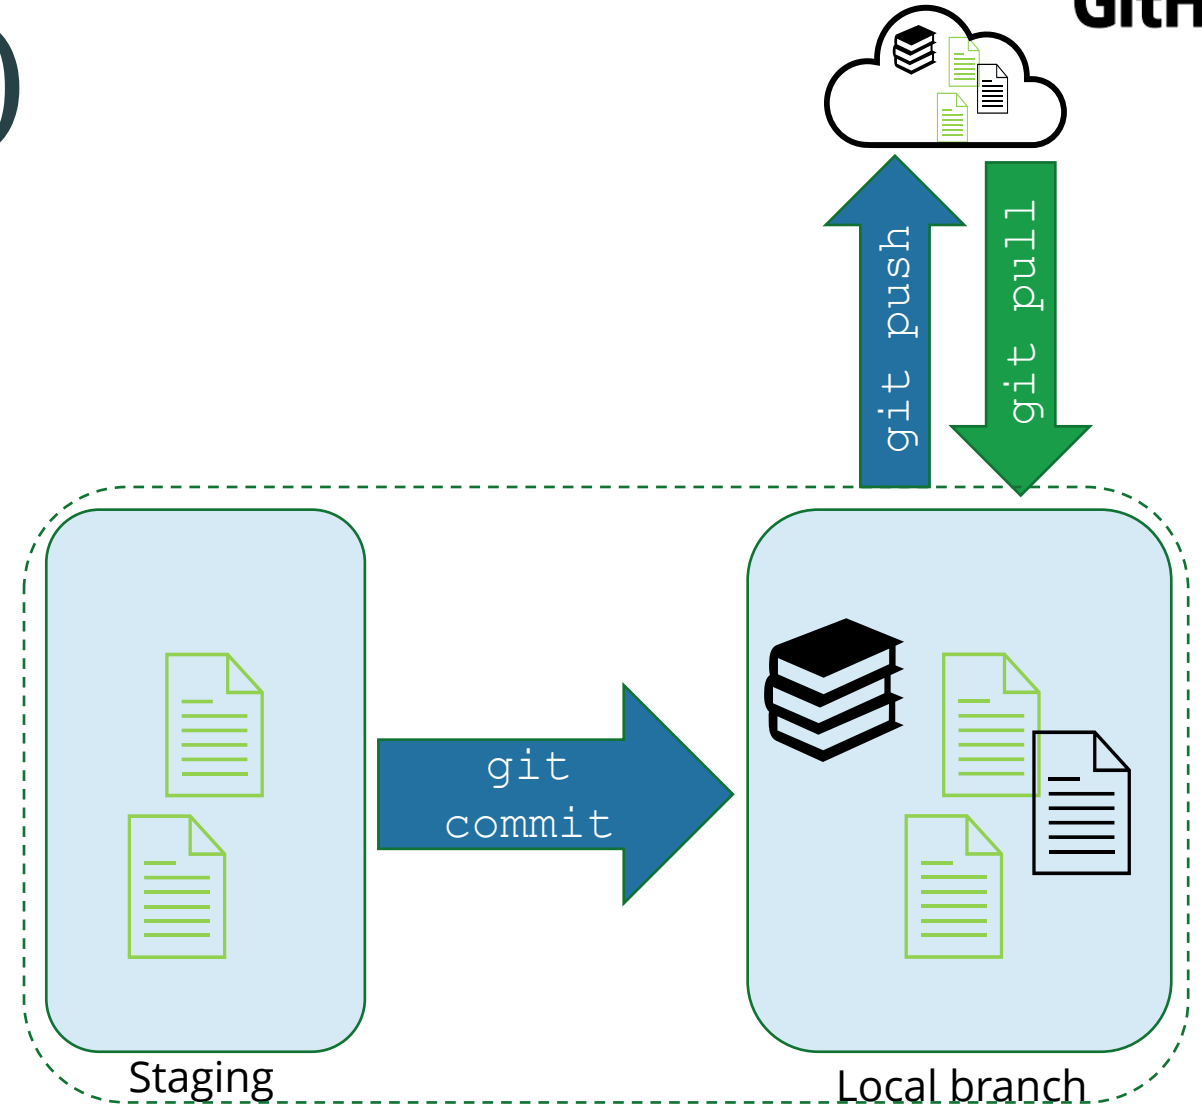 git push
git pull
git
commit
Staging
Local branch